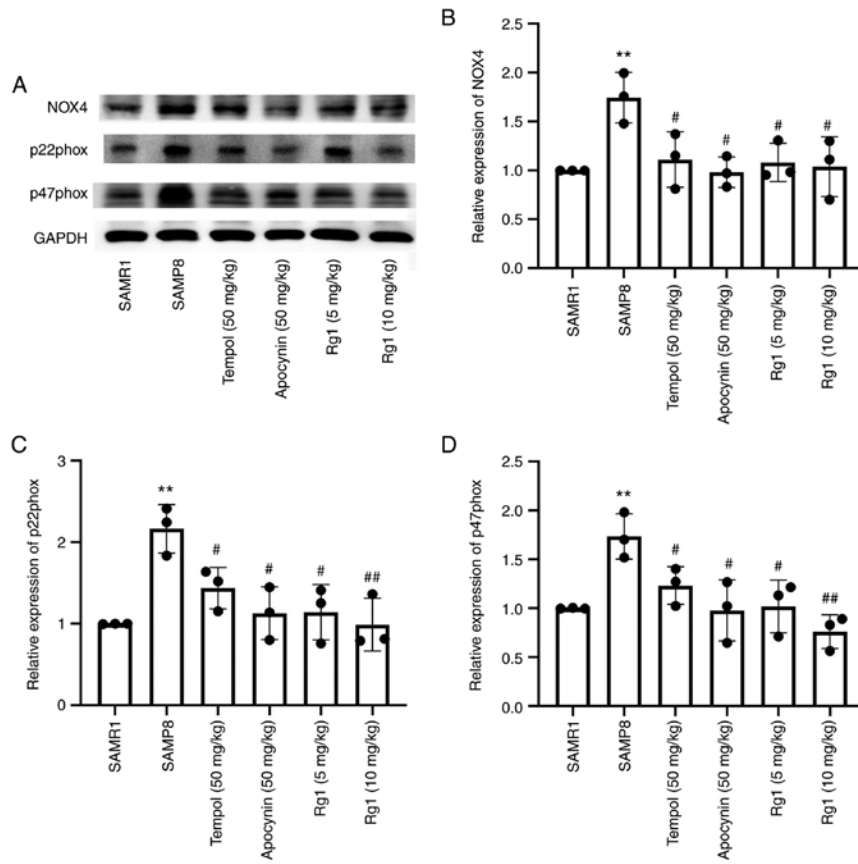 A
NOX4
p22phox
p47phox
GAPDH
SAMR1
SAMP8
Tempol (50 mg/kg)
Apocynin (50 mg/kg)
Rg1 (5 mg/kg)
Rg1 (10 mg/kg)
B
Relative expression of NOX4
2.5
2.0
1.5
1.0
0.5
0.0
**
#
#
#
#
SAMR1
SAMP8
Tempol (50 mg/kg)
Apocynin (50 mg/kg)
Rg1 (5 mg/kg)
Rg1 (10 mg/kg)
C
Relative expression of p22phox
3
2
1
0
**
#
#
#
##
SAMR1
SAMP8
Tempol (50 mg/kg)
Apocynin (50 mg/kg)
Rg1 (5 mg/kg)
Rg1 (10 mg/kg)
D
Relative expression of p47phox
2.5
2.0
1.5
1.0
0.5
0.0
**
#
#
#
##
SAMR1
SAMP8
Tempol (50 mg/kg)
Apocynin (50 mg/kg)
Rg1 (5 mg/kg)
Rg1 (10 mg/kg)